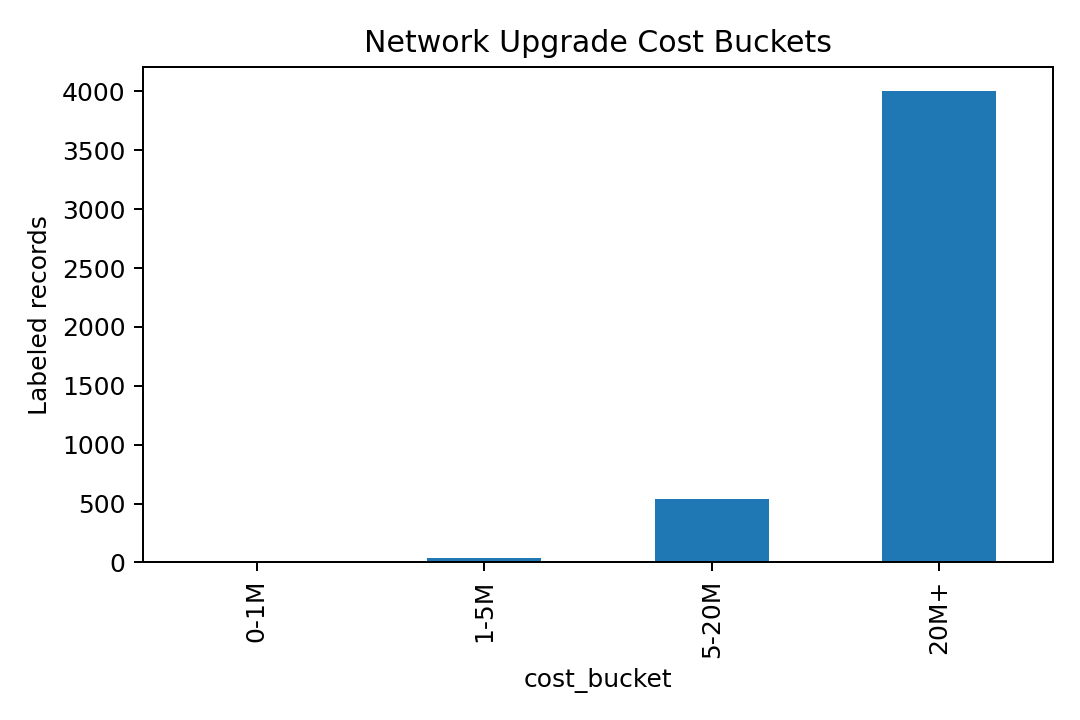 Network Upgrade Cost Buckets
4000
3500
3000
2500
2000
1500
1000
500
0
Labeled records
0-1M
1-5M
5-20M
20M+
cost_bucket